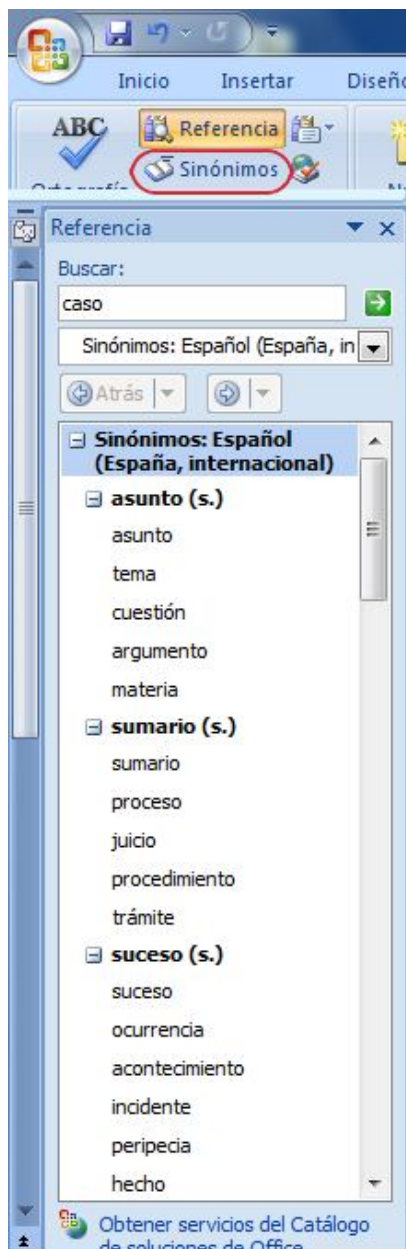 Inicio Insertar Diseño
ABC Referencia
Sinónimos
Ortografía
Referencia
Buscar:
caso
Sinónimos: Español (España, in
Atrás
Sinónimos: Español
(España, internacional)
asunto (s.)
asunto
tema
cuestión
argumento
materia
sumario (s.)
sumario
proceso
juicio
procedimiento
trámite
suceso (s.)
suceso
ocurrencia
acontecimiento
incidente
peripecia
hecho
Obtener servicios del Catálogo
de soluciones de Office